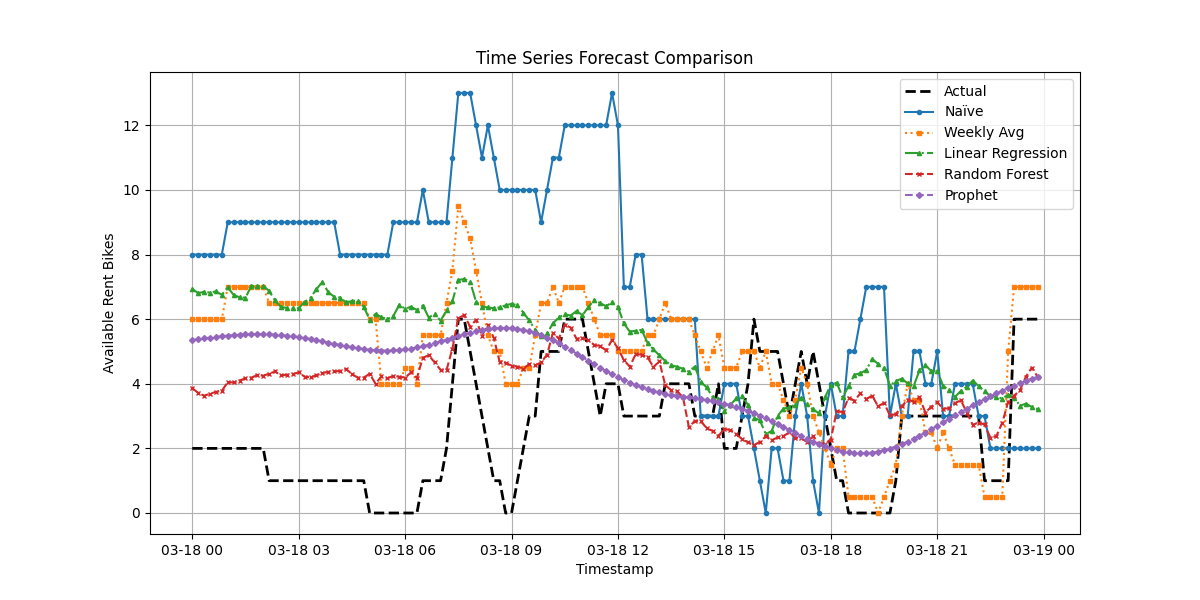 Time Series Forecast Comparison
Available Rent Bikes
12
10
8
6
4
2
0
Actual
Naïve
Weekly Avg
Linear Regression
Random Forest
Prophet
03-18 00 03-18 03 03-18 06 03-18 09 03-18 12 03-18 15 03-18 18 03-18 21 03-19 00
Timestamp